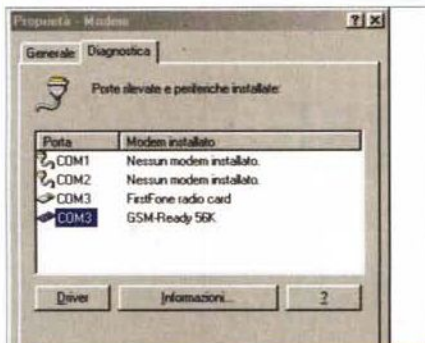 Proprietà - Modem
Generale Diagnostica
Porte rilevate e periferiche installate:
Porta Modem installato
COM1 Nessun modem installato.
COM2 Nessun modem installato.
COM3 FirstFone radio card
COM3 GSM-Ready 56K
Driver Informazioni... ?